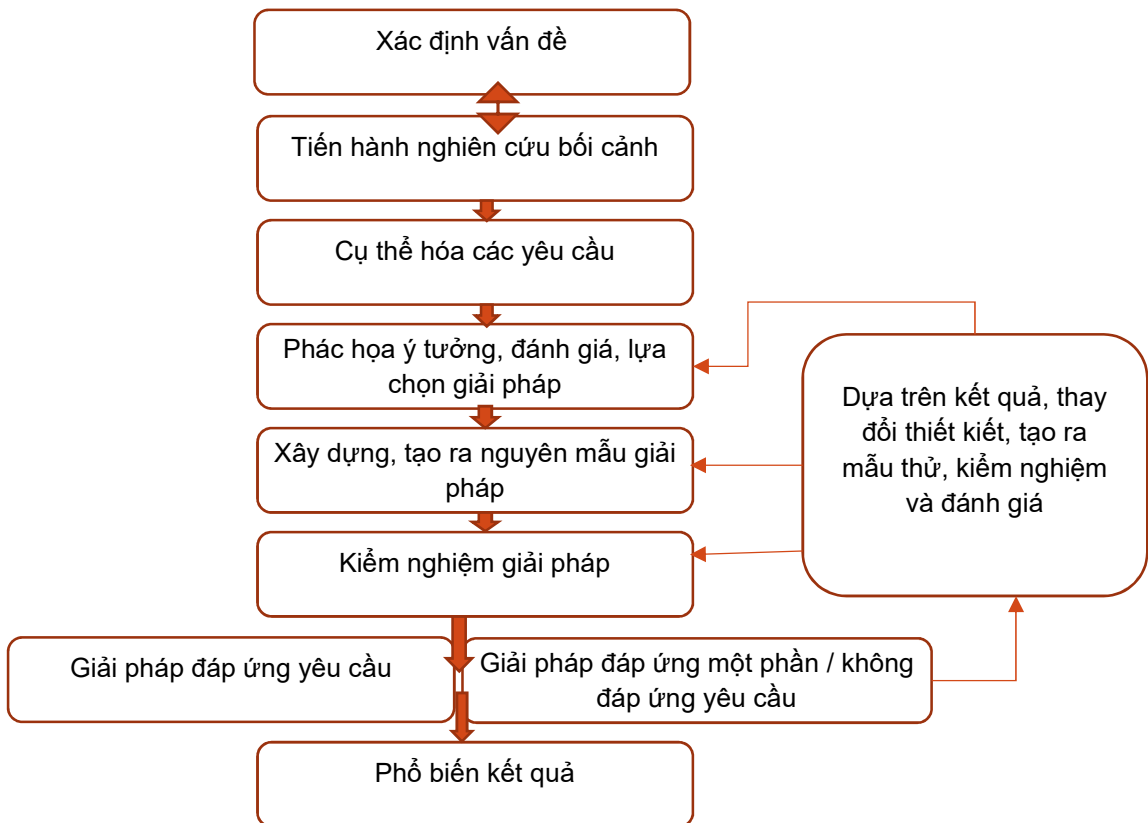 Xác định vấn đề
Tiến hành nghiên cứu bối cảnh
Cụ thể hóa các yêu cầu
Phác họa ý tưởng, đánh giá, lựa
chọn giải pháp
Xây dựng, tạo ra nguyên mẫu giải
pháp
Kiểm nghiệm giải pháp
Dựa trên kết quả, thay
đổi thiết kiết, tạo ra
mẫu thử, kiểm nghiệm
và đánh giá
Giải pháp đáp ứng yêu cầu
Giải pháp đáp ứng một phần / không
đáp ứng yêu cầu
Phổ biến kết quả